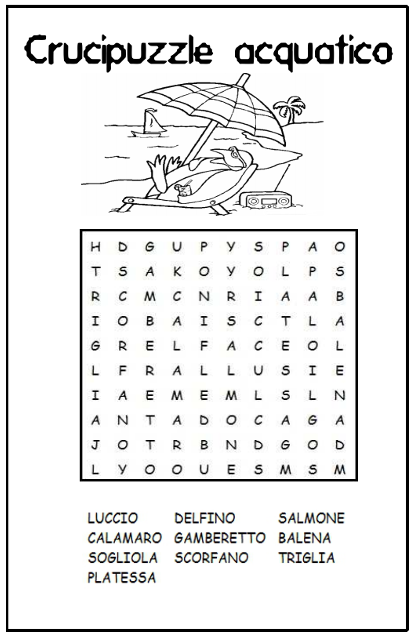 Crucipuzzle acquatico
H D G U P Y S P A O
T S A K O Y O L P S
R C M C N R I A A B
I O B A I S C T L A
G R E L F A C E O L
L F R A L L U S I E
I A E M E M L S L N
A N T A D O C A G A
J O T R B N D G O D
L Y O O U E S M S M
LUCCIO DELFINO SALMONE
CALAMARO GAMBERETTO BALENA
SOGLIOLA SCORFANO TRIGLIA
PLATESSA